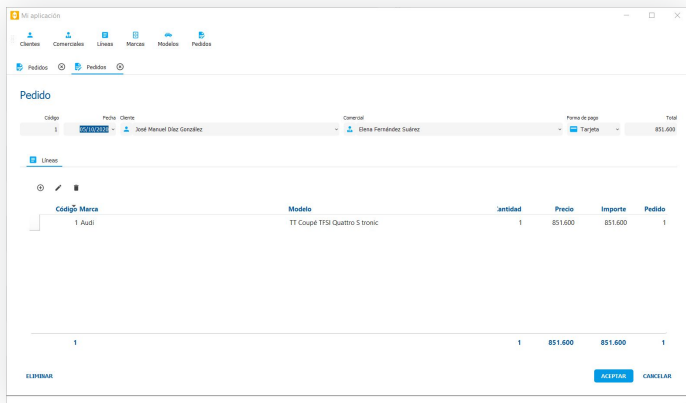 Mi aplicación
Clientes Comerciales Líneas Marcas Modelos Pedidos
Pedidos Pedidos
Pedido
Código Fecha Cliente Comercial Forma de pago Total
1 05/10/2020 José Manuel Díaz González Elena Fernández Suárez Tarjeta 851.600
Líneas
Código Marca Modelo Cantidad Precio Importe Pedido
1 Audi TT Coupé TFSI Quattro S tronic 1 851.600 851.600 1
1 1 851.600 851.600 1
ELIMINAR ACEPTAR CANCELAR